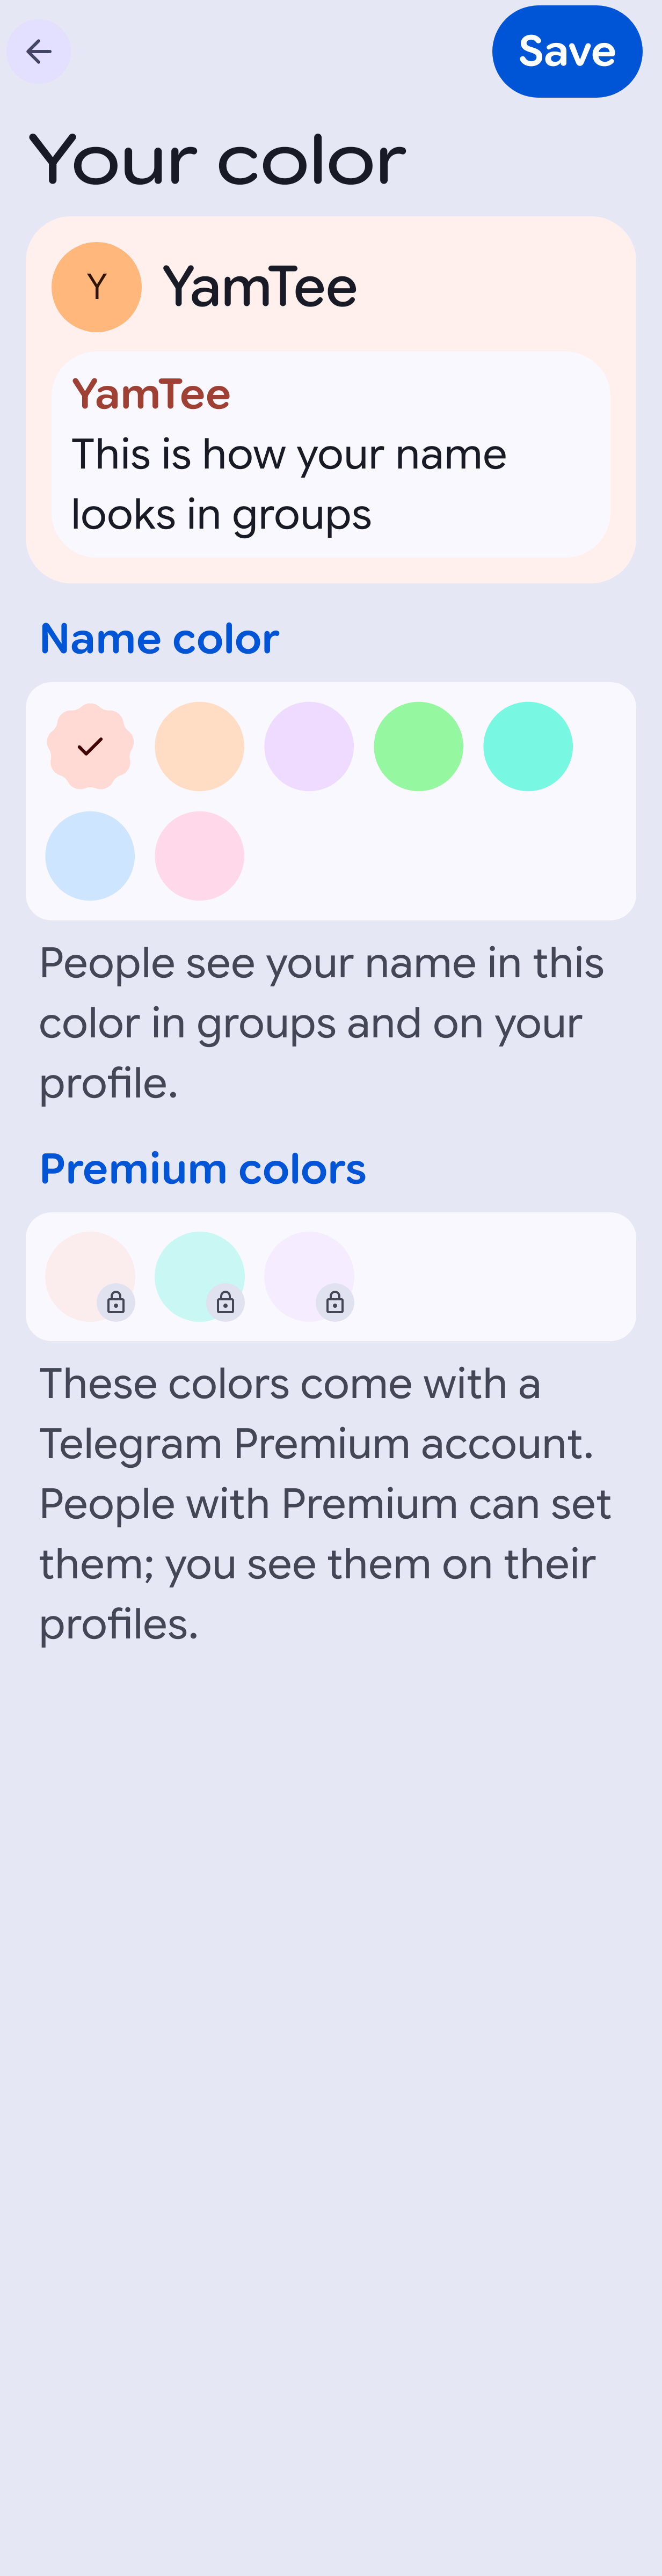 Save
Your color
Y
YamTee
YamTee
This is how your name
looks in groups
Name color
People see your name in this
color in groups and on your
profile.
Premium colors
These colors come with a
Telegram Premium account.
People with Premium can set
them; you see them on their
profiles.